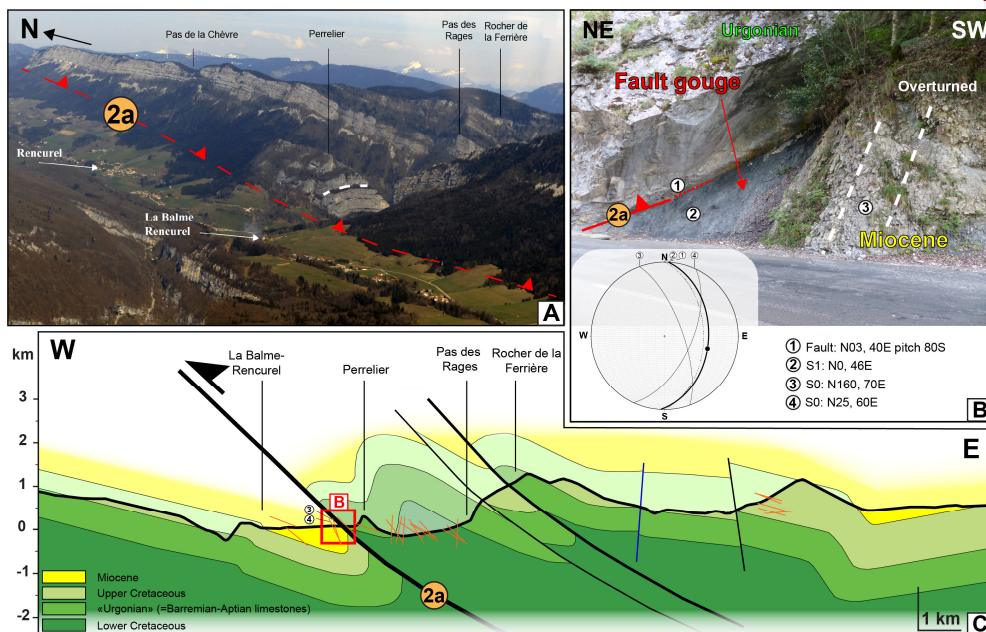 N
Pas de la Chèvre
Perrelier
Pas des
Rages
Rocher de
la Ferrière
2a
Rencurel
La Balme
Rencurel
A
NE
Urgonian
SW
Fault gouge
Overturned
1
2
2a
3
Miocene
3
N
2
1
4
W
E
S
1 Fault: N03, 40E pitch 80S
2 S1: N0, 46E
3 S0: N160, 70E
4 S0: N25, 60E
B
km
W
La Balme-
Rencurel
Perrelier
Pas des
Rages
Rocher de la
Ferrière
E
3
2
1
0
-1
-2
B
3
4
2a
Miocene
Upper Cretaceous
«Urgonian» (=Barremian-Aptian limestones)
Lower Cretaceous
1 km
C